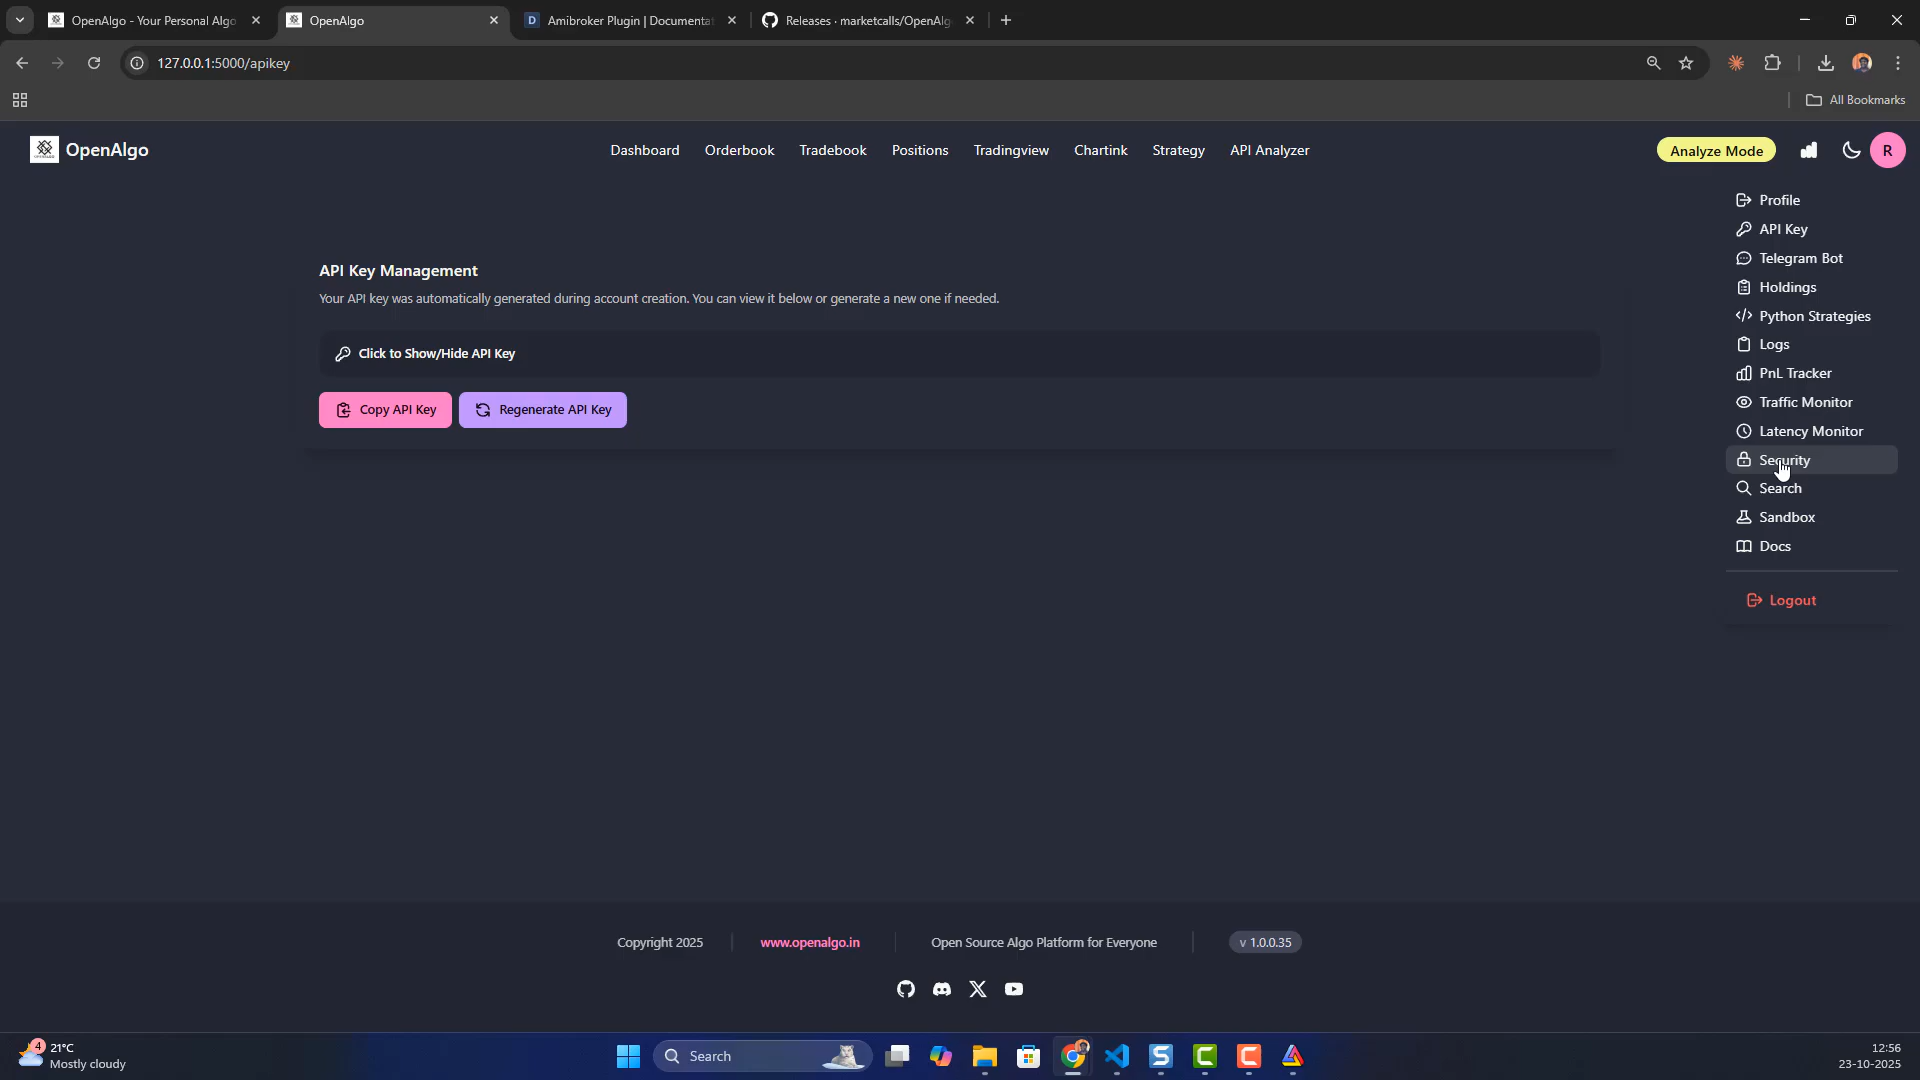 OpenAlgo - Your Personal Algo
OpenAlgo
Amibroker Plugin | Documentat
Releases · marketcalls/OpenAlg
127.0.0.1:5000/apikey
All Bookmarks
OpenAlgo
Dashboard
Orderbook
Tradebook
Positions
Tradingview
Chartink
Strategy
API Analyzer
Analyze Mode
R
Profile
API Key
Telegram Bot
Holdings
Python Strategies
Logs
PnL Tracker
Traffic Monitor
Latency Monitor
Security
Search
Sandbox
Docs
Logout
API Key Management
Your API key was automatically generated during account creation. You can view it below or generate a new one if needed.
Click to Show/Hide API Key
Copy API Key
Regenerate API Key
Copyright 2025
www.openalgo.in
Open Source Algo Platform for Everyone
v 1.0.0.35
4
21°C
Mostly cloudy
Search
12:56
23-10-2025